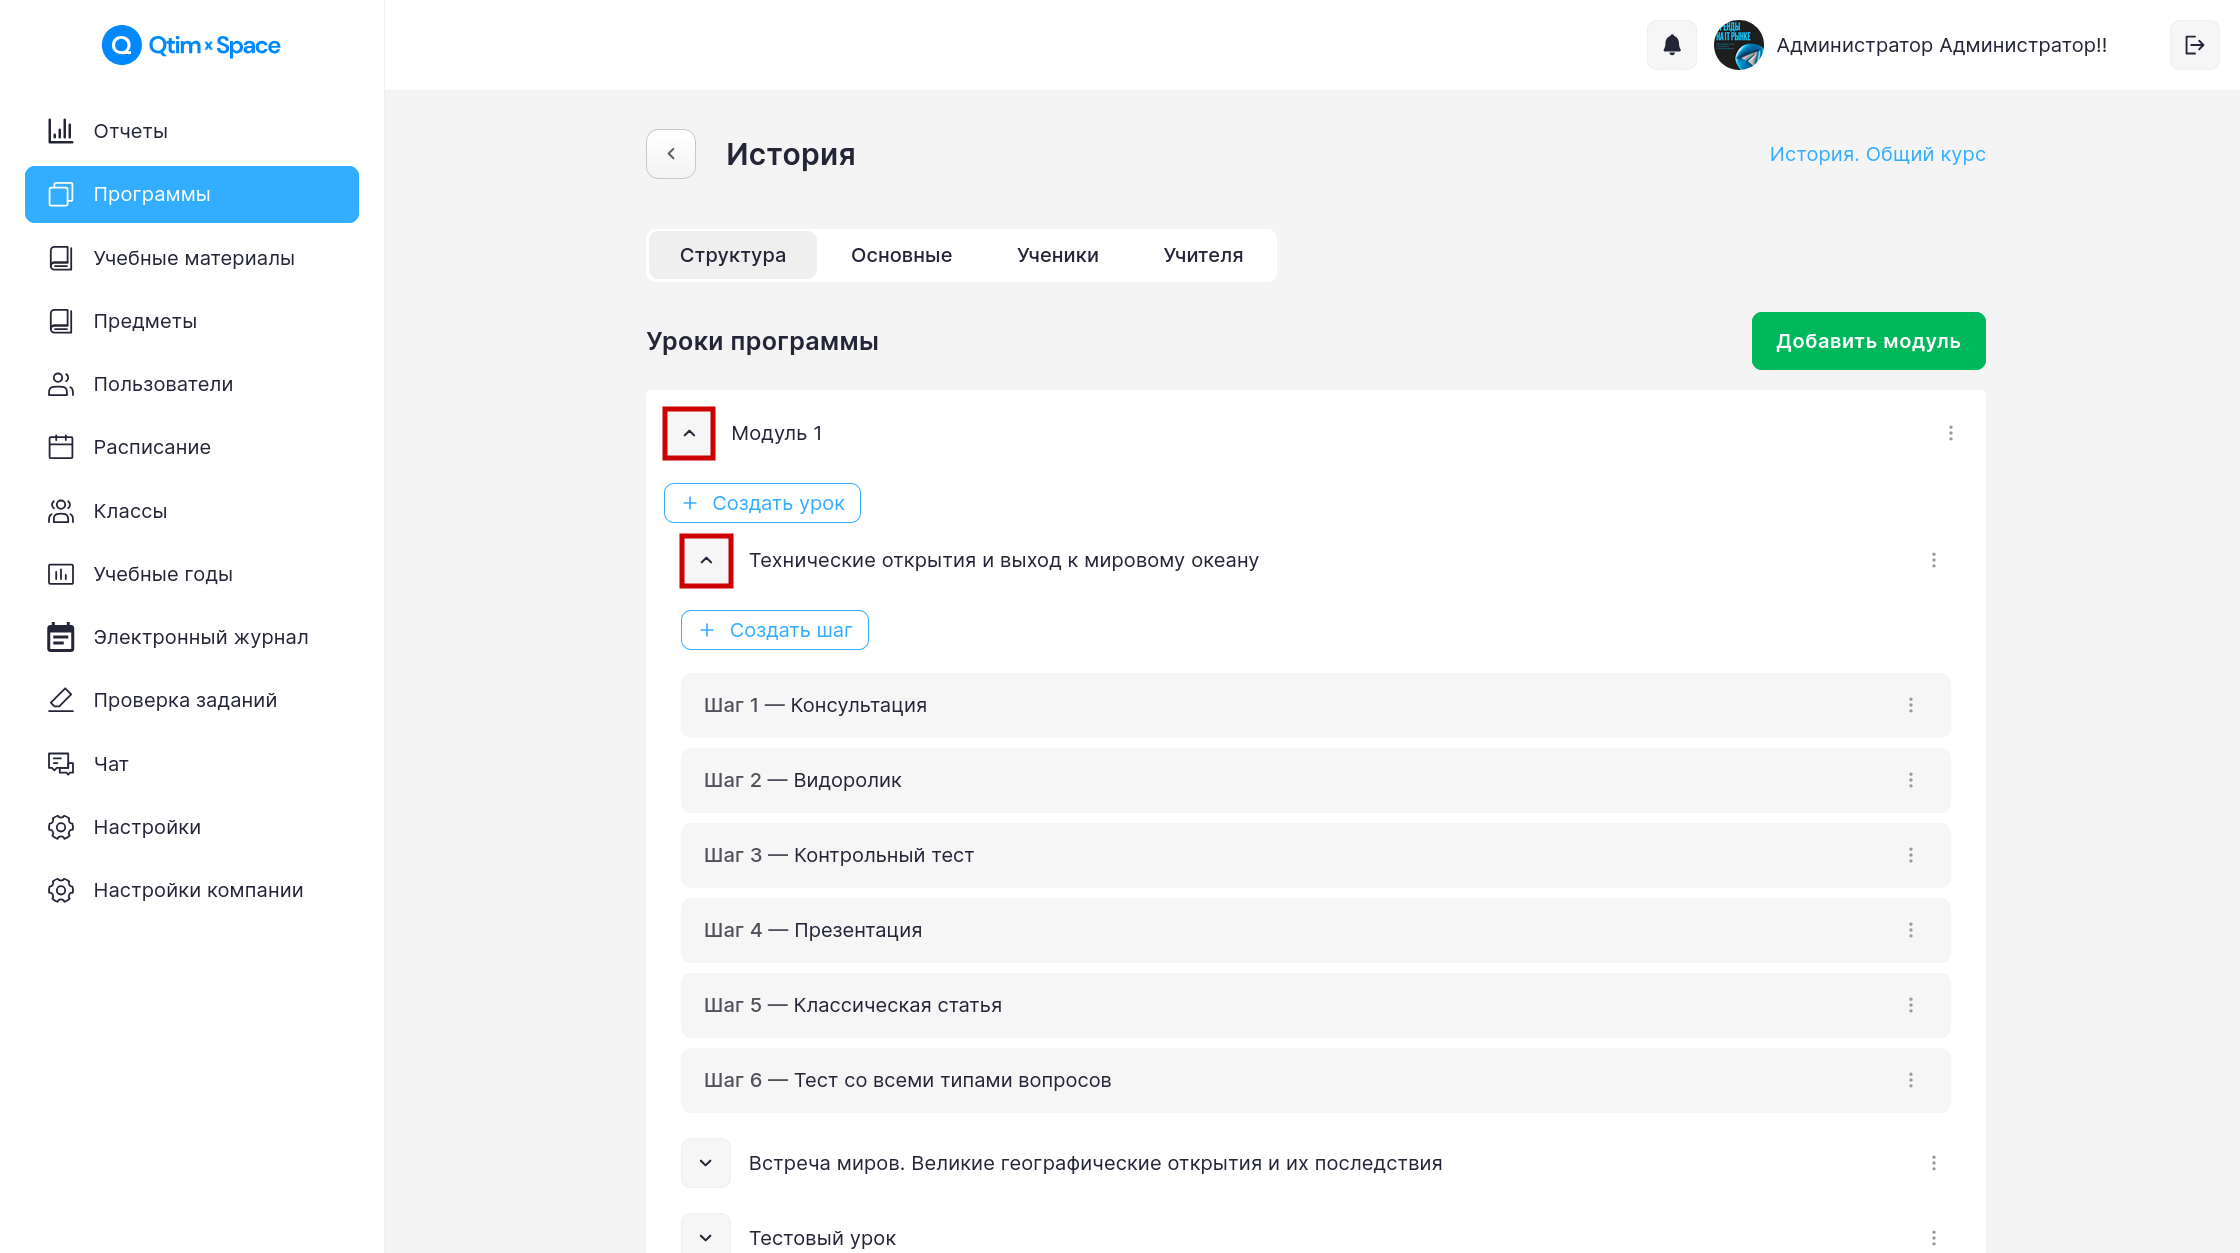 Qtim × Space
Администратор Администратор!!
Отчеты
Программы
Учебные материалы
Предметы
Пользователи
Расписание
Классы
Учебные годы
Электронный журнал
Проверка заданий
Чат
Настройки
Настройки компании
История
История. Общий курс
Структура
Основные
Ученики
Учителя
Уроки программы
Добавить модуль
Модуль 1
+ Создать урок
Технические открытия и выход к мировому океану
+ Создать шаг
Шаг 1 — Консультация
Шаг 2 — Видоролик
Шаг 3 — Контрольный тест
Шаг 4 — Презентация
Шаг 5 — Классическая статья
Шаг 6 — Тест со всеми типами вопросов
Встреча миров. Великие географические открытия и их последствия
Тестовый урок